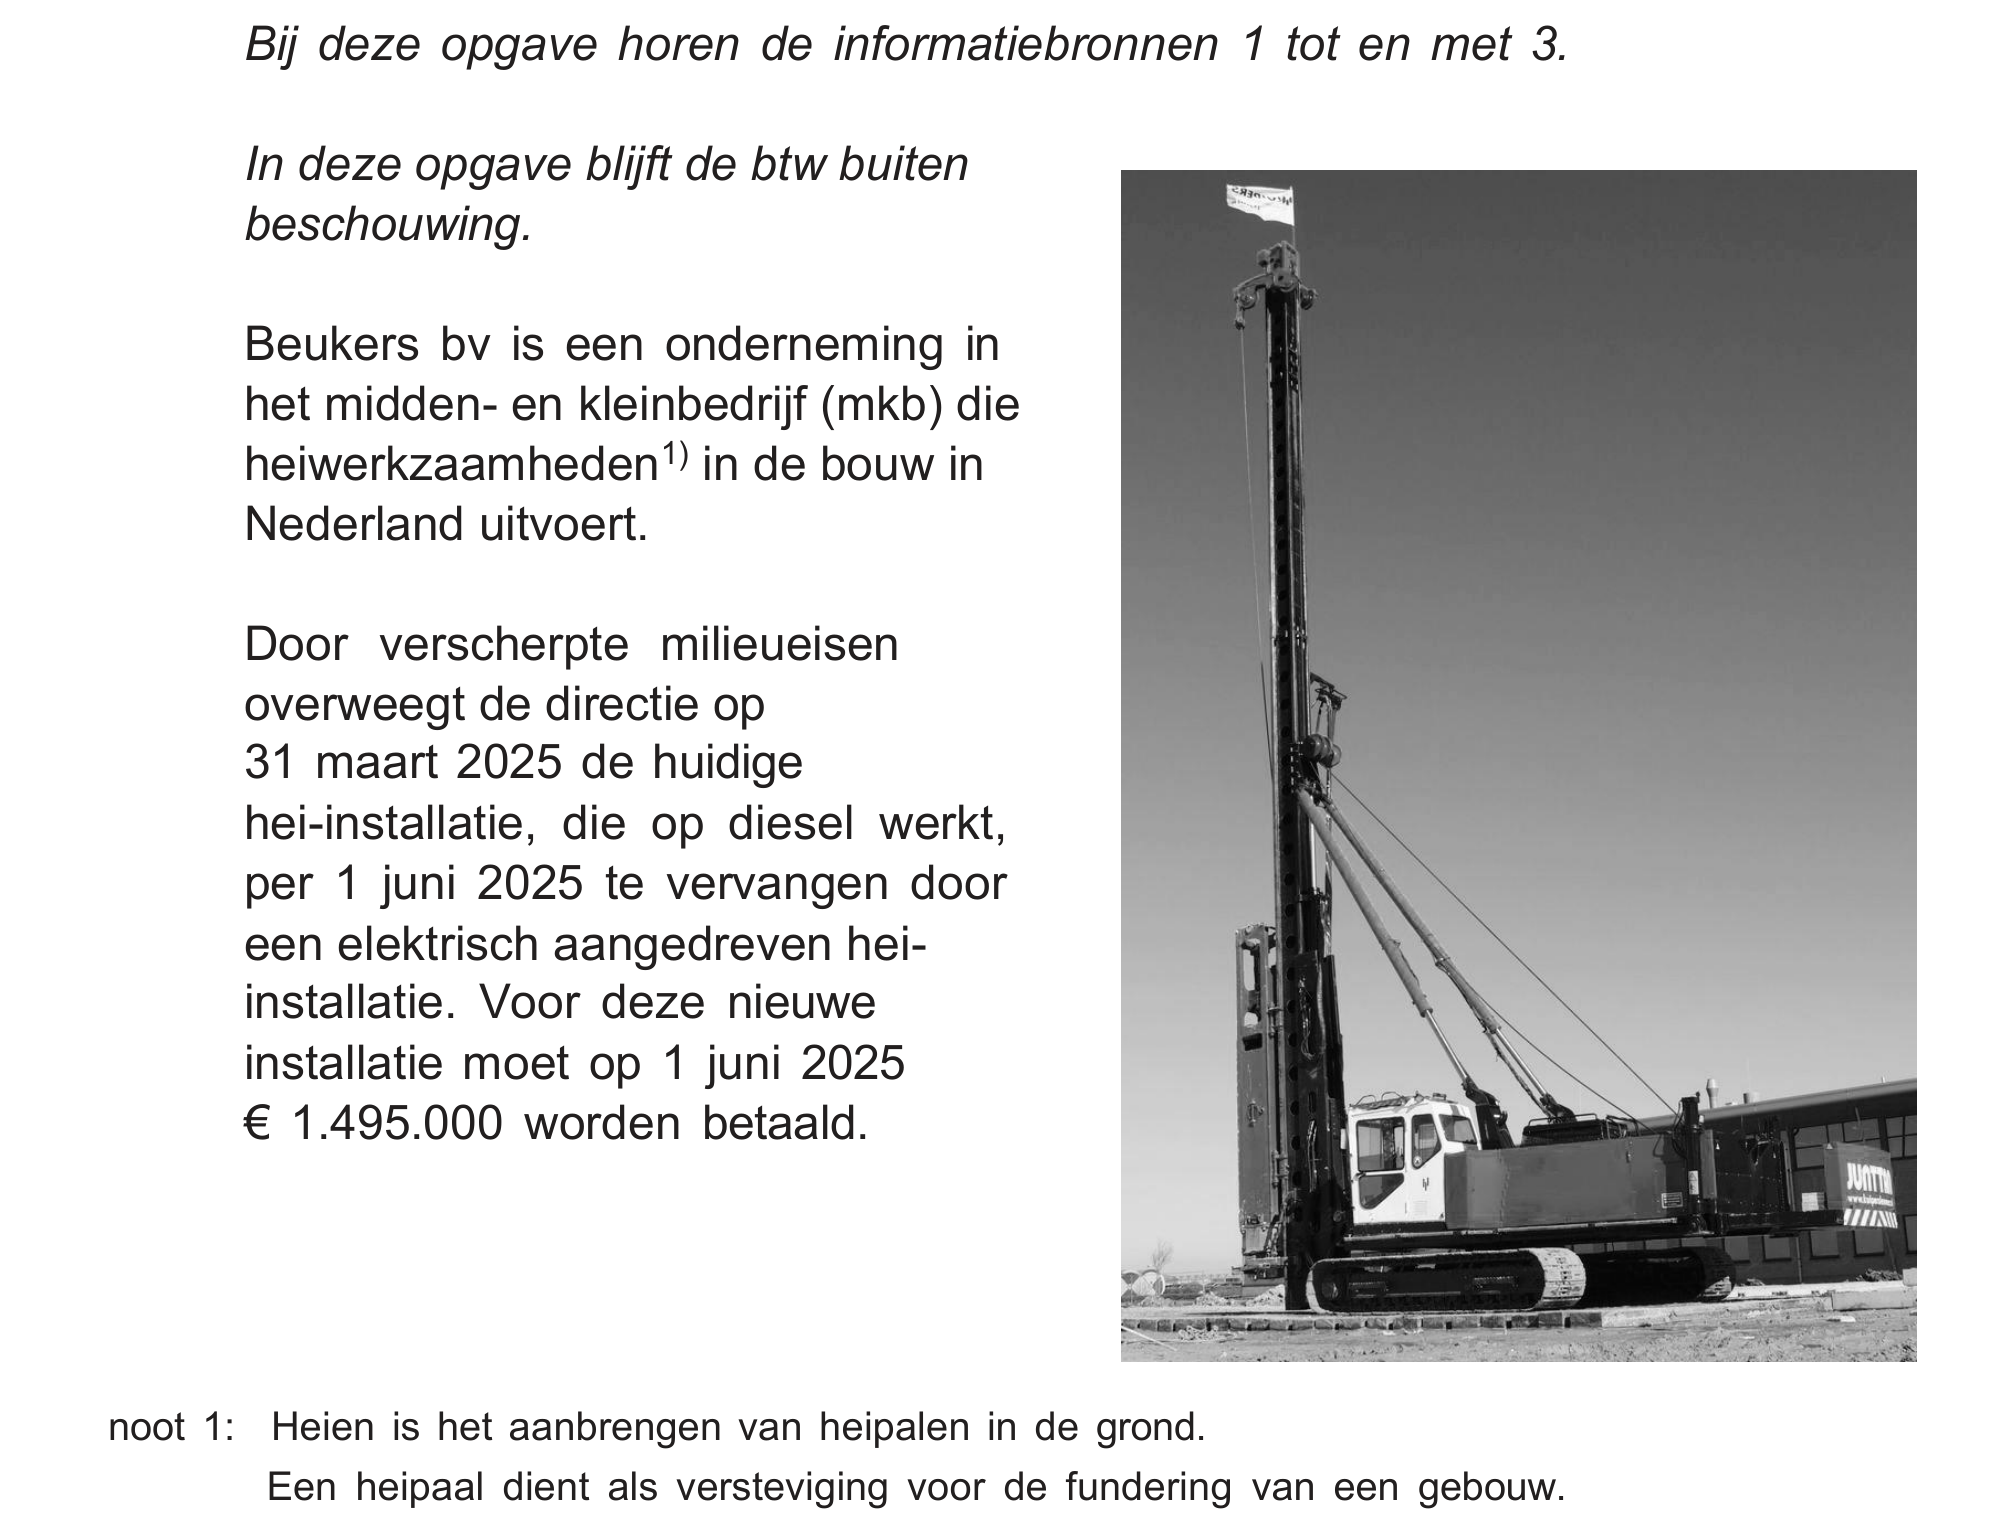 Bij deze opgave horen de informatiebronnen 1 tot en met 3.
In deze opgave blijft de btw buiten
beschouwing.
Beukers bv is een onderneming in
het midden- en kleinbedrijf (mkb) die
heiwerkzaamheden1) in de bouw in
Nederland uitvoert.
Door verscherpte milieueisen
overweegt de directie op
31 maart 2025 de huidige
hei-installatie, die op diesel werkt,
per 1 juni 2025 te vervangen door
een elektrisch aangedreven hei-
installatie. Voor deze nieuwe
installatie moet op 1 juni 2025
€ 1.495.000 worden betaald.
JUNTTAN
noot 1: Heien is het aanbrengen van heipalen in de grond.
Een heipaal dient als versteviging voor de fundering van een gebouw.